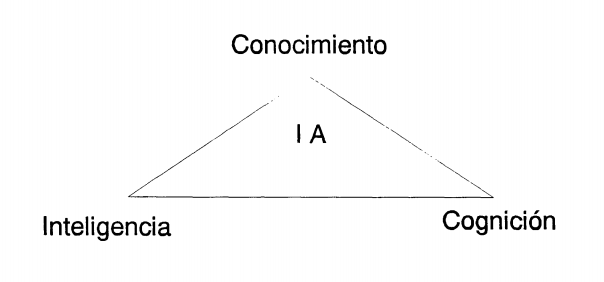 Conocimiento
I A
Inteligencia
Cognición